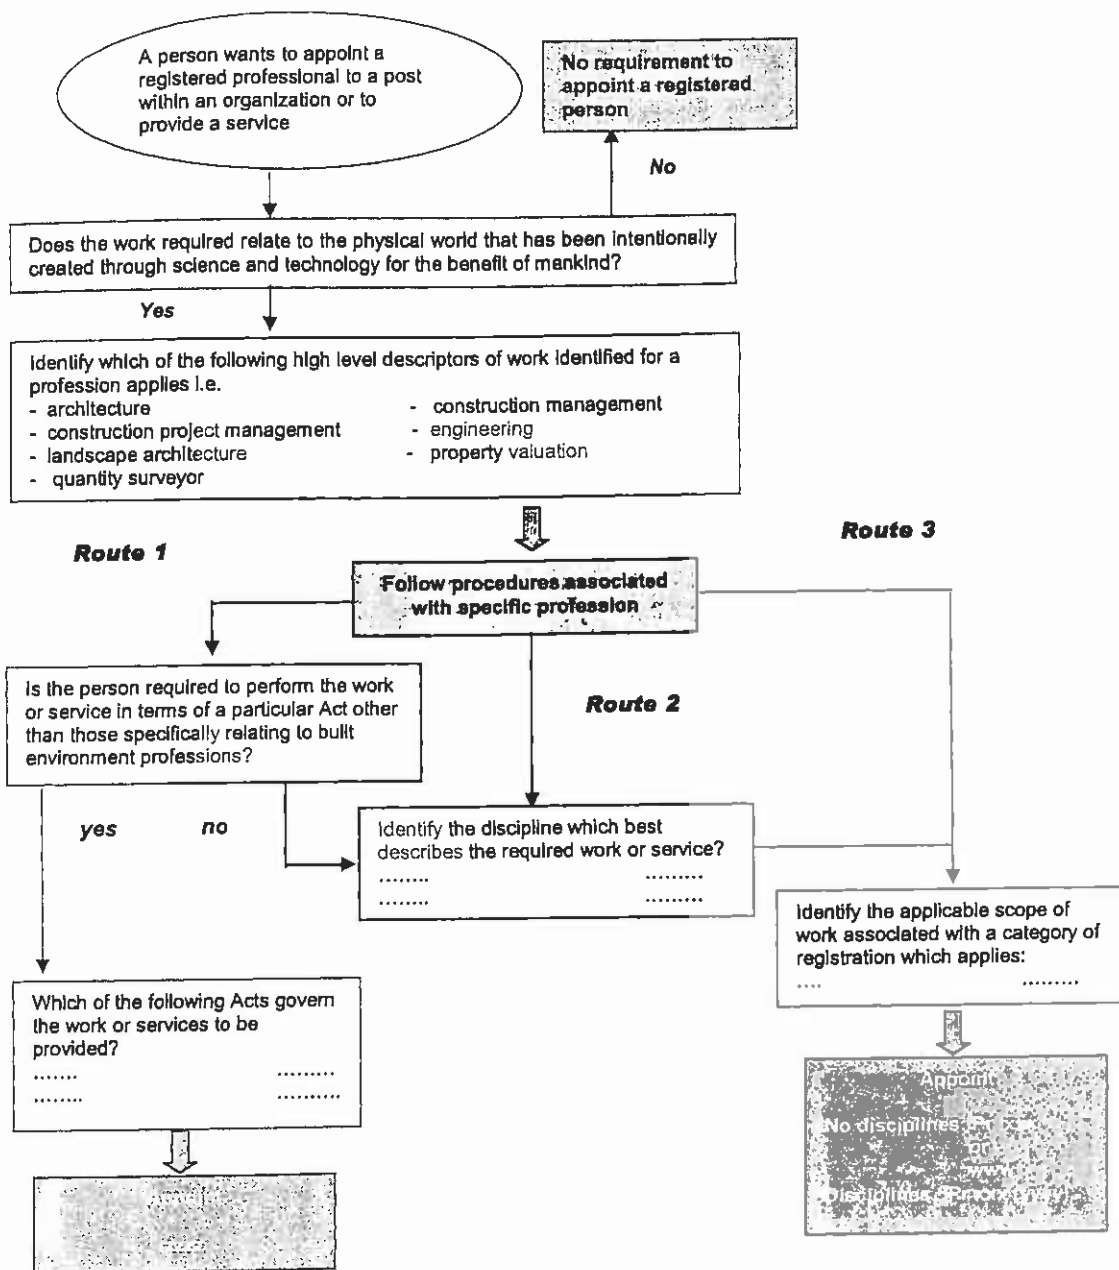 A person wants to appoint a
registered professional to a post
within an organization or to
provide a service
No requirement to
appoint a registered
person
No
Does the work required relate to the physical world that has been intentionally
created through science and technology for the benefit of mankind?
Yes
Identify which of the following high level descriptors of work identified for a
profession applies i.e.
- architecture
- construction management
- construction project management
- engineering
- landscape architecture
- property valuation
- quantity surveyor
Route 1
Route 3
Follow procedures associated
with specific profession
Is the person required to perform the work
or service in terms of a particular Act other
than those specifically relating to built
environment professions?
Route 2
yes
no
Identify the discipline which best
describes the required work or service?
........ .........
........ .........
Identify the applicable scope of
work associated with a category of
registration which applies:
.... .........
Which of the following Acts govern
the work or services to be
provided?
....... .........
........ ..........
Appoint
No disciplines
or
Disciplines